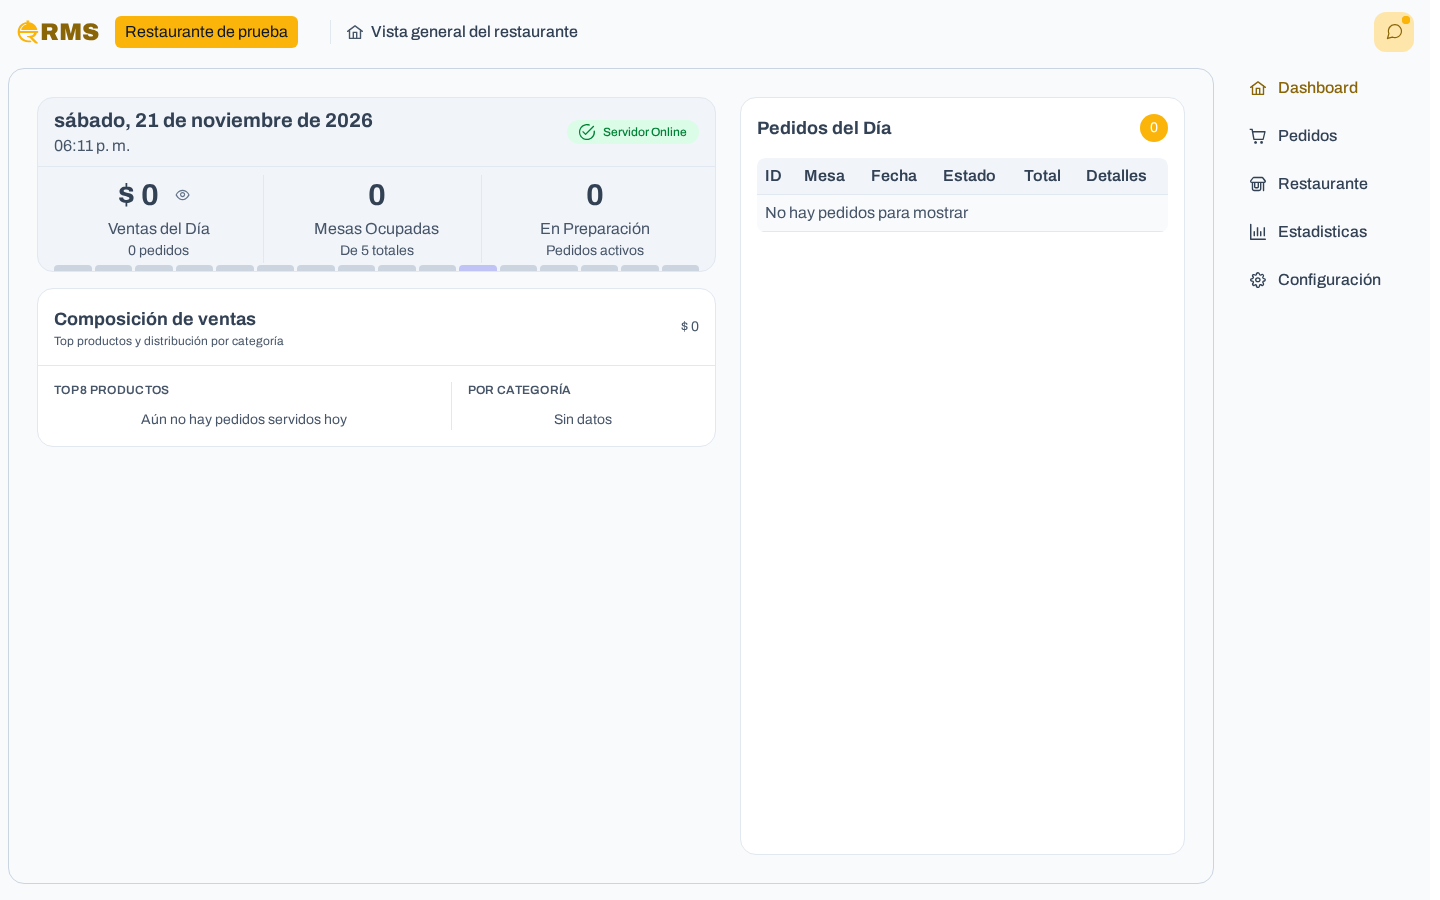 RMS
Restaurante de prueba
Vista general del restaurante
sábado, 21 de noviembre de 2026
06:11 p. m.
Servidor Online
$ 0
Ventas del Día
0 pedidos
0
Mesas Ocupadas
De 5 totales
0
En Preparación
Pedidos activos
Composición de ventas
Top productos y distribución por categoría
$ 0
TOP 8 PRODUCTOS
Aún no hay pedidos servidos hoy
POR CATEGORÍA
Sin datos
Pedidos del Día
0
ID Mesa Fecha Estado Total Detalles
No hay pedidos para mostrar
Dashboard
Pedidos
Restaurante
Estadisticas
Configuración